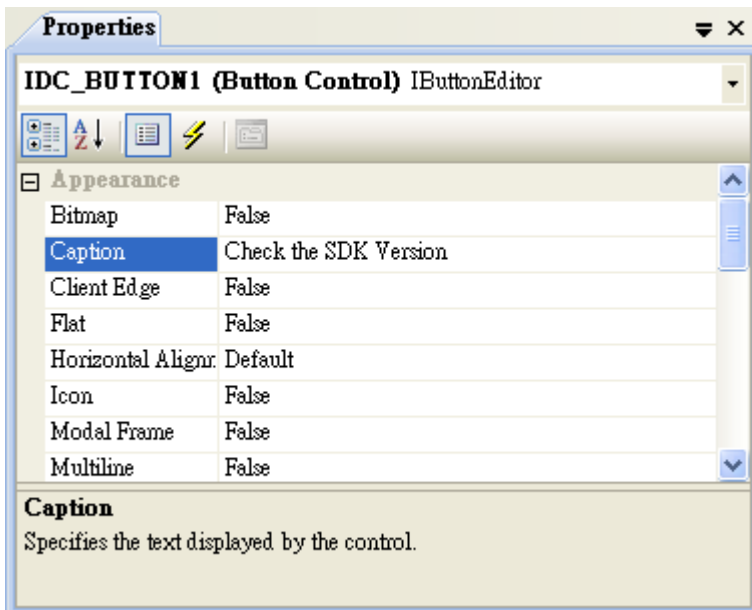 Properties
IDC_BUTTON1 (Button Control) IButtonEditor
Appearance
Bitmap False
Caption Check the SDK Version
Client Edge False
Flat False
Horizontal Alignr Default
Icon False
Modal Frame False
Multiline False
Caption
Specifies the text displayed by the control.